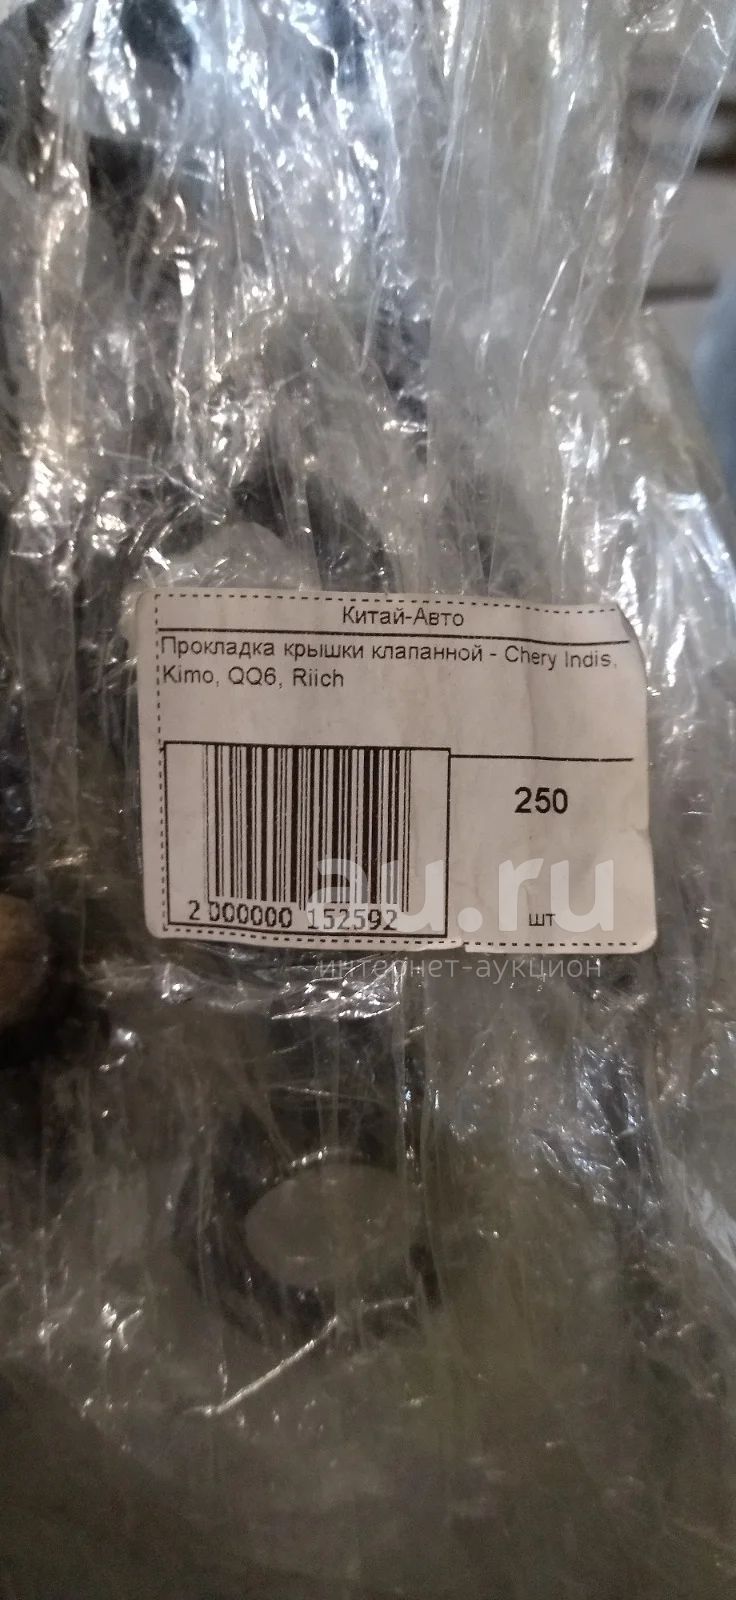 Китай-Авто
Прокладка крышки клапанной - Chery Indis,
Kimo, QQ6, Riich
250
2 000000 152592
шт
au.ru
интернет-аукцион